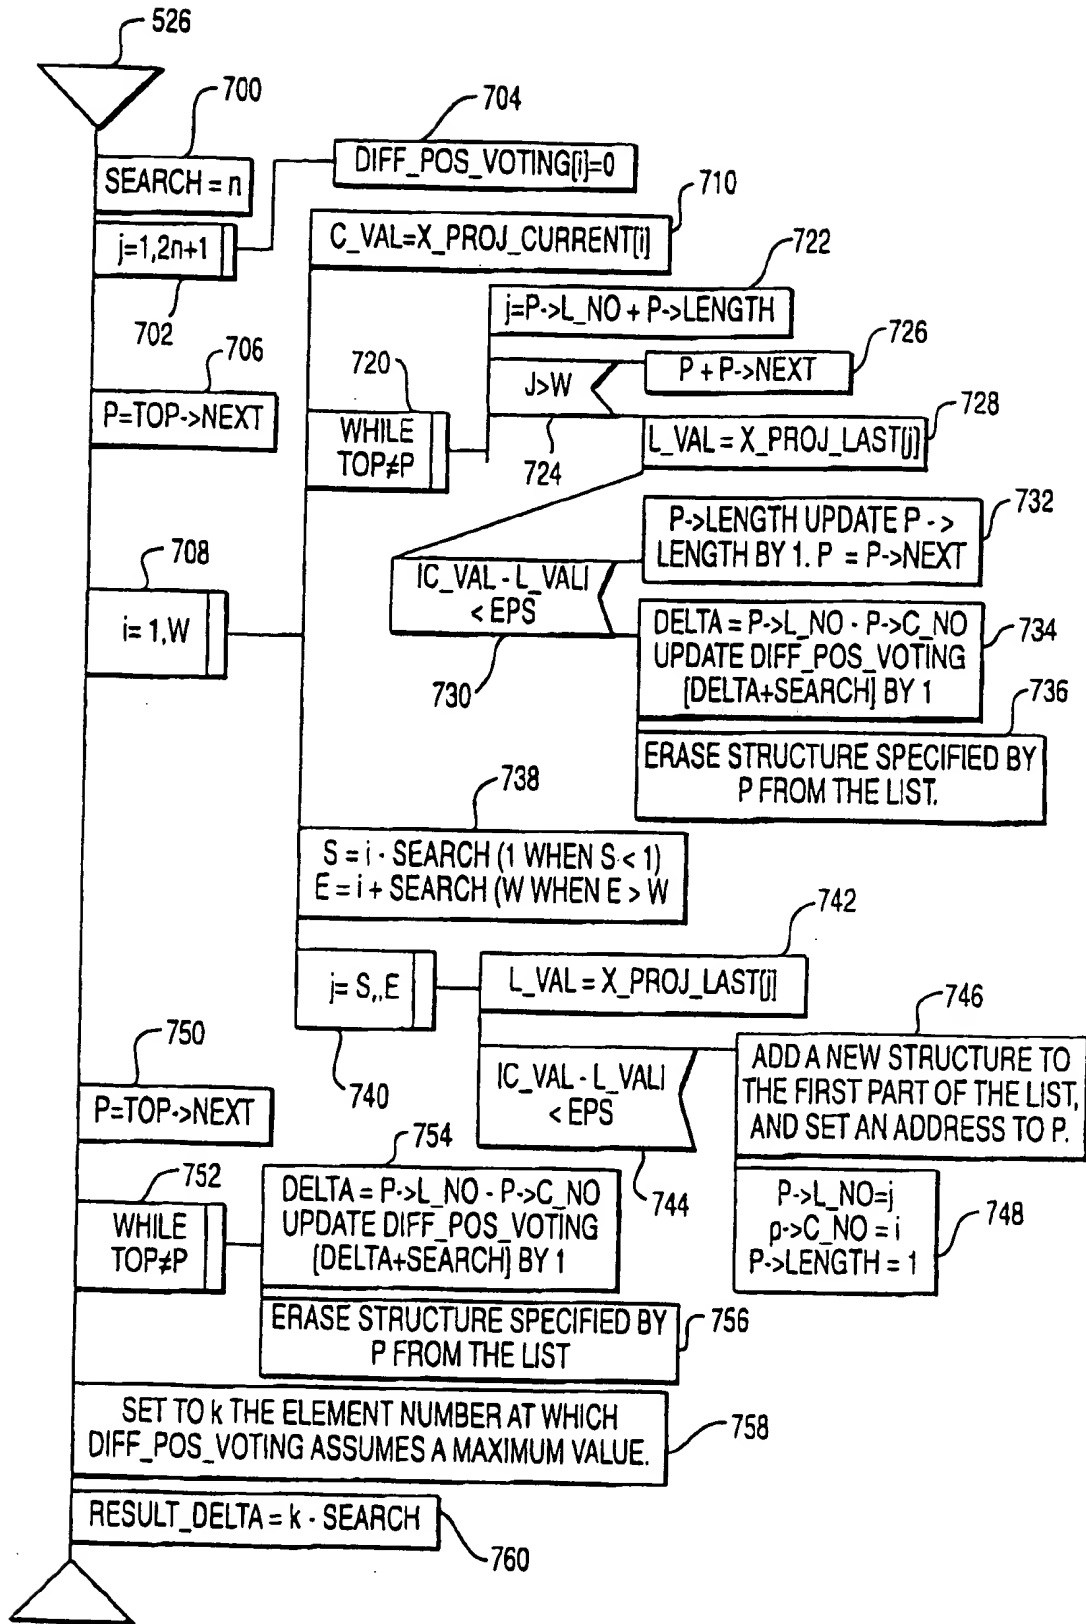 526
700
SEARCH = n
704
DIFF_POS_VOTING[i]=0
j=1,2n+1
702
710
C_VAL=X_PROJ_CURRENT[i]
722
j=P->L_NO + P->LENGTH
706
P=TOP->NEXT
720
WHILE
TOP≠P
J>W
724
726
P + P->NEXT
728
L_VAL = X_PROJ_LAST[j]
708
i= 1,W
IC_VAL - L_VALI
< EPS
730
732
P->LENGTH UPDATE P ->
LENGTH BY 1. P = P->NEXT
DELTA = P->L_NO - P->C_NO
UPDATE DIFF_POS_VOTING
[DELTA+SEARCH] BY 1
734
736
ERASE STRUCTURE SPECIFIED BY
P FROM THE LIST.
738
S = i - SEARCH (1 WHEN S < 1)
E = i + SEARCH (W WHEN E > W
742
j= S,,E
740
L_VAL = X_PROJ_LAST[j]
IC_VAL - L_VALI
< EPS
744
746
ADD A NEW STRUCTURE TO
THE FIRST PART OF THE LIST,
AND SET AN ADDRESS TO P.
P->L_NO=j
p->C_NO = i
P->LENGTH = 1
748
750
P=TOP->NEXT
752
WHILE
TOP≠P
754
DELTA = P->L_NO - P->C_NO
UPDATE DIFF_POS_VOTING
[DELTA+SEARCH] BY 1
ERASE STRUCTURE SPECIFIED BY
P FROM THE LIST
756
SET TO k THE ELEMENT NUMBER AT WHICH
DIFF_POS_VOTING ASSUMES A MAXIMUM VALUE.
758
RESULT_DELTA = k - SEARCH
760